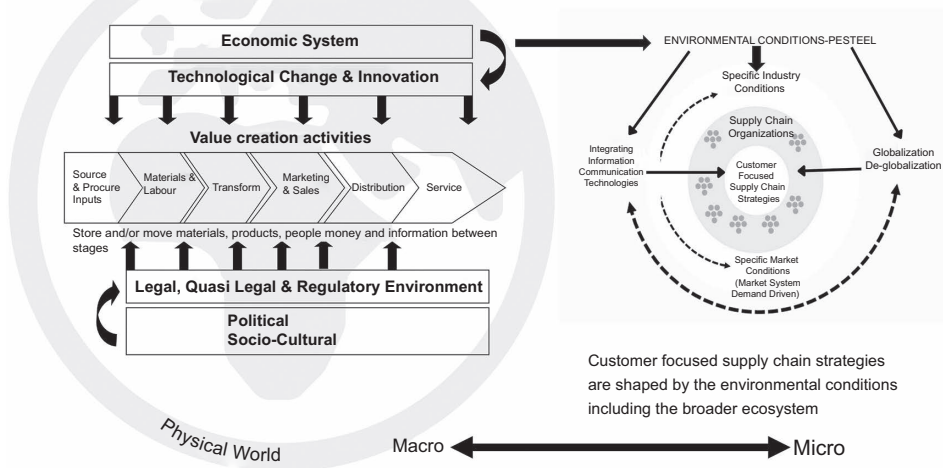 Economic System
Technological Change & Innovation
Value creation activities
Source
& Procure
Inputs
Materials &
Labour
Transform
Marketing
& Sales
Distribution
Service
Store and/or move materials, products, people money and information between
stages
Legal, Quasi Legal & Regulatory Environment
Political
Socio-Cultural
Physical World
ENVIRONMENTAL CONDITIONS-PESTEEL
Specific Industry
Conditions
Supply Chain
Organizations
Integrating
Information
Communication
Technologies
Customer
Focused
Supply Chain
Strategies
Globalization
De-globalization
Specific Market
Conditions
(Market System
Demand Driven)
Customer focused supply chain strategies
are shaped by the environmental conditions
including the broader ecosystem
Macro
Micro